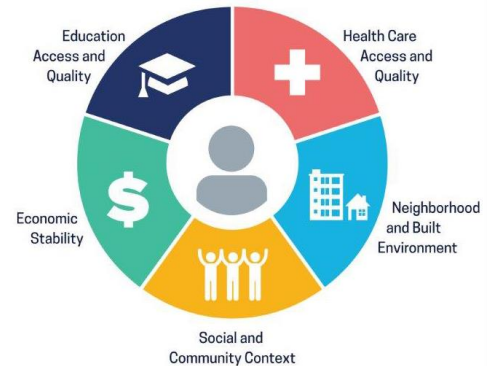 Education
Access and
Quality
Health Care
Access and
Quality
$
Economic
Stability
Neighborhood
and Built
Environment
Social and
Community Context